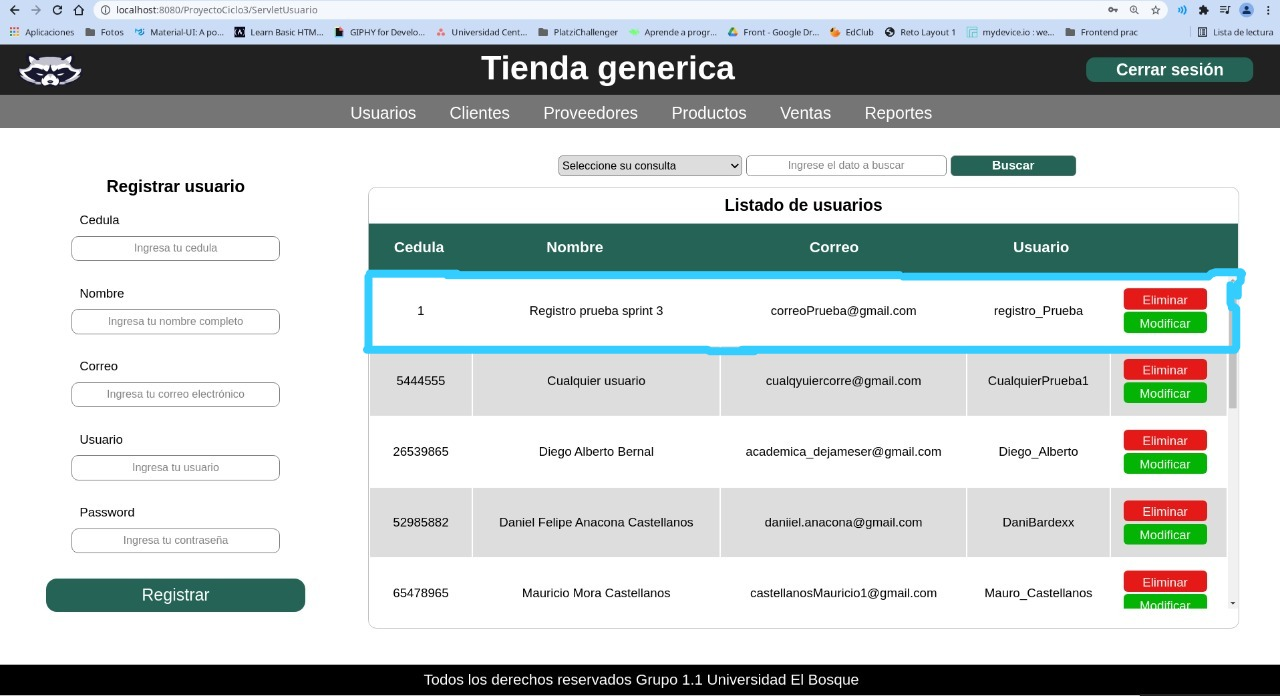 localhost:8080/ProyectoCiclo3/ServletUsuario
Aplicaciones Fotos Material-UI: A po... Learn Basic HTM... GIPHY for Develo... Universidad Cent... PlatziChallenger Aprende a progr... Front - Google Dr... EdClub Reto Layout 1 mydevice.io : we... Frontend prac Lista de lectura
Tienda generica
Cerrar sesión
Usuarios Clientes Proveedores Productos Ventas Reportes
Seleccione su consulta Ingrese el dato a buscar Buscar
Registrar usuario
Cedula
Ingresa tu cedula
Nombre
Ingresa tu nombre completo
Correo
Ingresa tu correo electrónico
Usuario
Ingresa tu usuario
Password
Ingresa tu contraseña
Registrar
Listado de usuarios
Cedula Nombre Correo Usuario
1 Registro prueba sprint 3 correoPrueba@gmail.com registro_Prueba Eliminar
Modificar
5444555 Cualquier usuario cualqyuiercorre@gmail.com CualquierPrueba1 Eliminar
Modificar
26539865 Diego Alberto Bernal academica_dejameser@gmail.com Diego_Alberto Eliminar
Modificar
52985882 Daniel Felipe Anacona Castellanos daniiel.anacona@gmail.com DaniBardexx Eliminar
Modificar
65478965 Mauricio Mora Castellanos castellanosMauricio1@gmail.com Mauro_Castellanos Eliminar
Modificar
Todos los derechos reservados Grupo 1.1 Universidad El Bosque